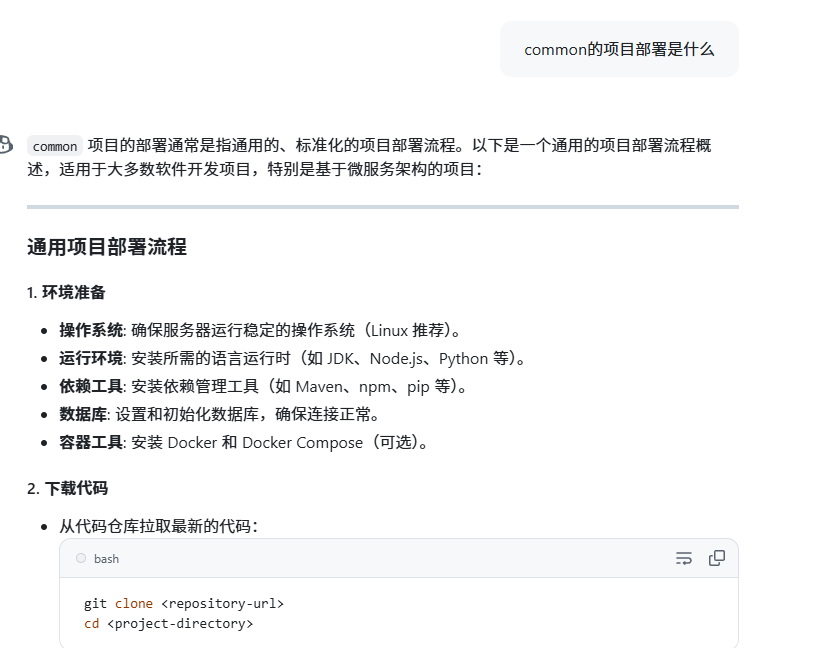 common的项目部署是什么
common 项目的部署通常是指通用的、标准化的项目部署流程。以下是一个通用的项目部署流程概
述，适用于大多数软件开发项目，特别是基于微服务架构的项目：
通用项目部署流程
1. 环境准备
• 操作系统: 确保服务器运行稳定的操作系统（Linux 推荐）。
• 运行环境: 安装所需的语言运行时（如 JDK、Node.js、Python 等）。
• 依赖工具: 安装依赖管理工具（如 Maven、npm、pip 等）。
• 数据库: 设置和初始化数据库，确保连接正常。
• 容器工具: 安装 Docker 和 Docker Compose（可选）。
2. 下载代码
• 从代码仓库拉取最新的代码：
bash
git clone <repository-url>
cd <project-directory>